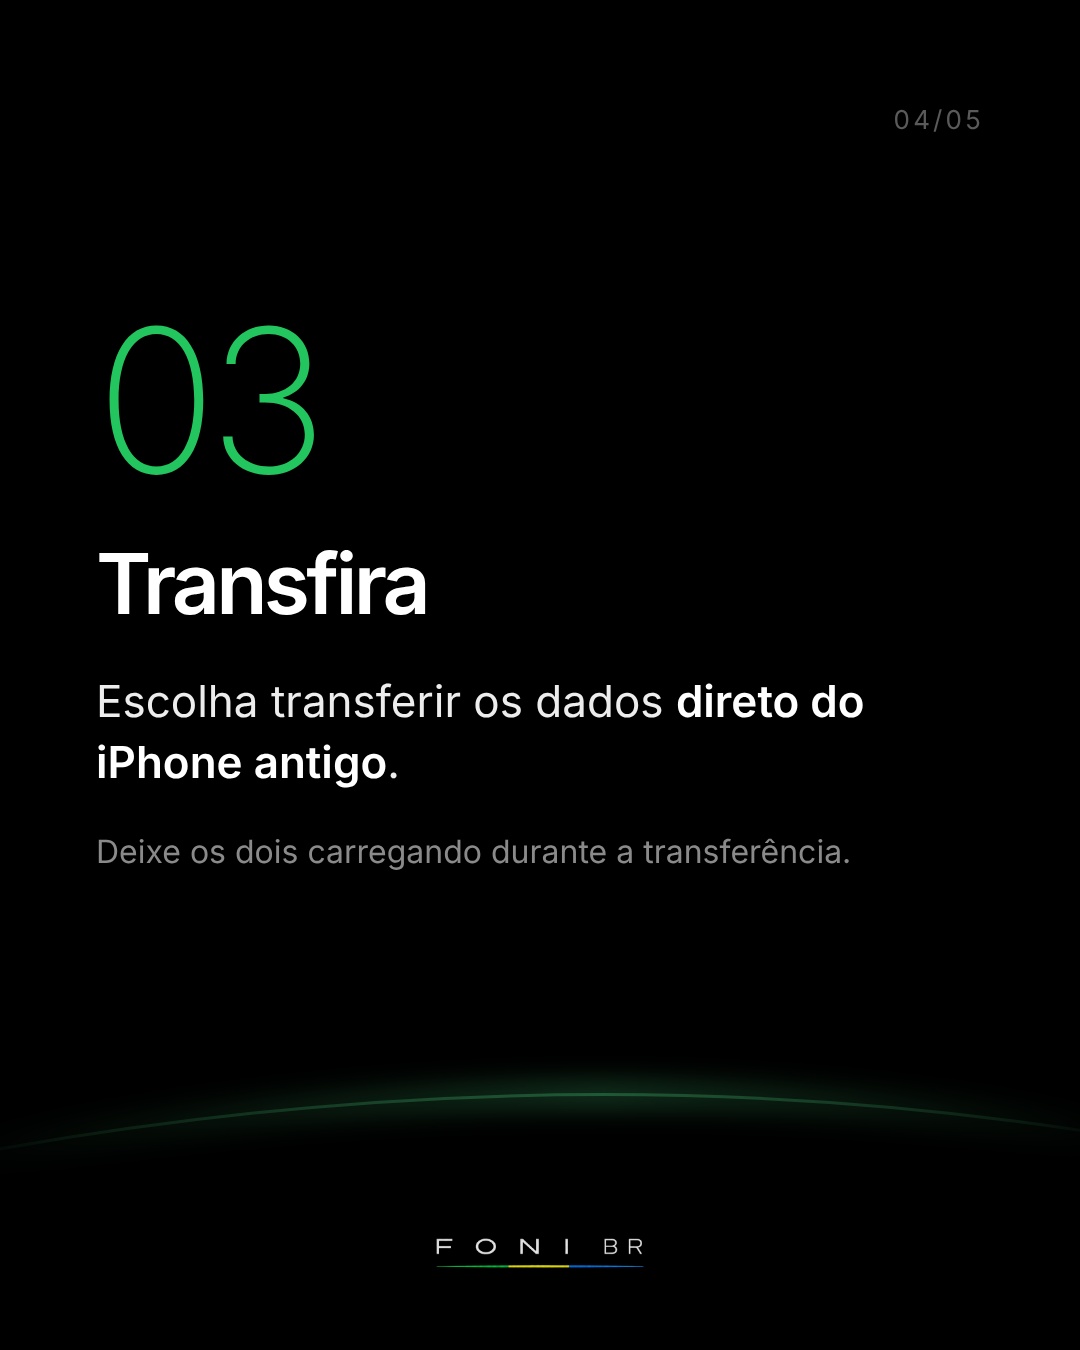 04/05
03
Transfira
Escolha transferir os dados direto do
iPhone antigo.
Deixe os dois carregando durante a transferência.
FONI BR